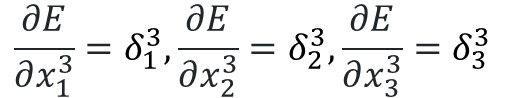 ∂E/∂x₁³ = δ₁³, ∂E/∂x₂³ = δ₂³, ∂E/∂x₃³ = δ₃³